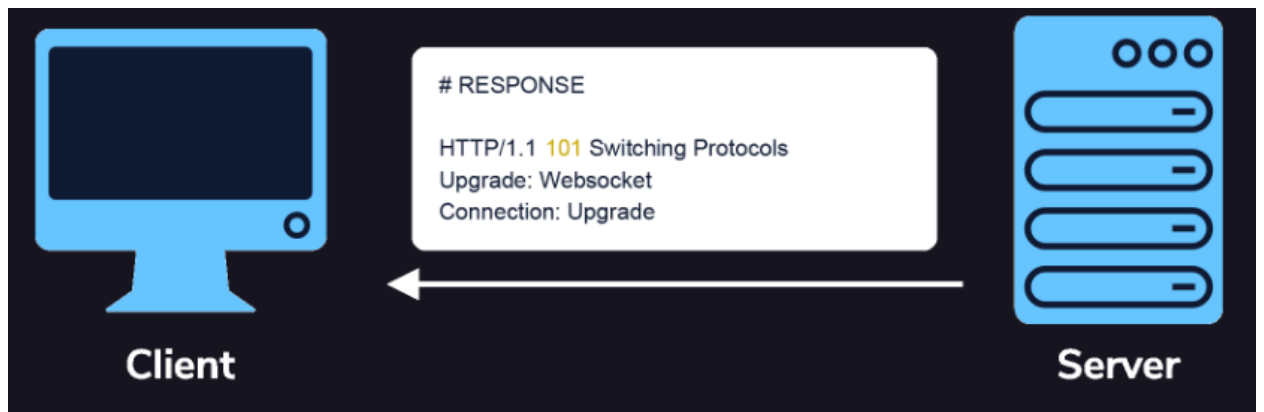 # RESPONSE
HTTP/1.1 101 Switching Protocols
Upgrade: Websocket
Connection: Upgrade
Client
Server